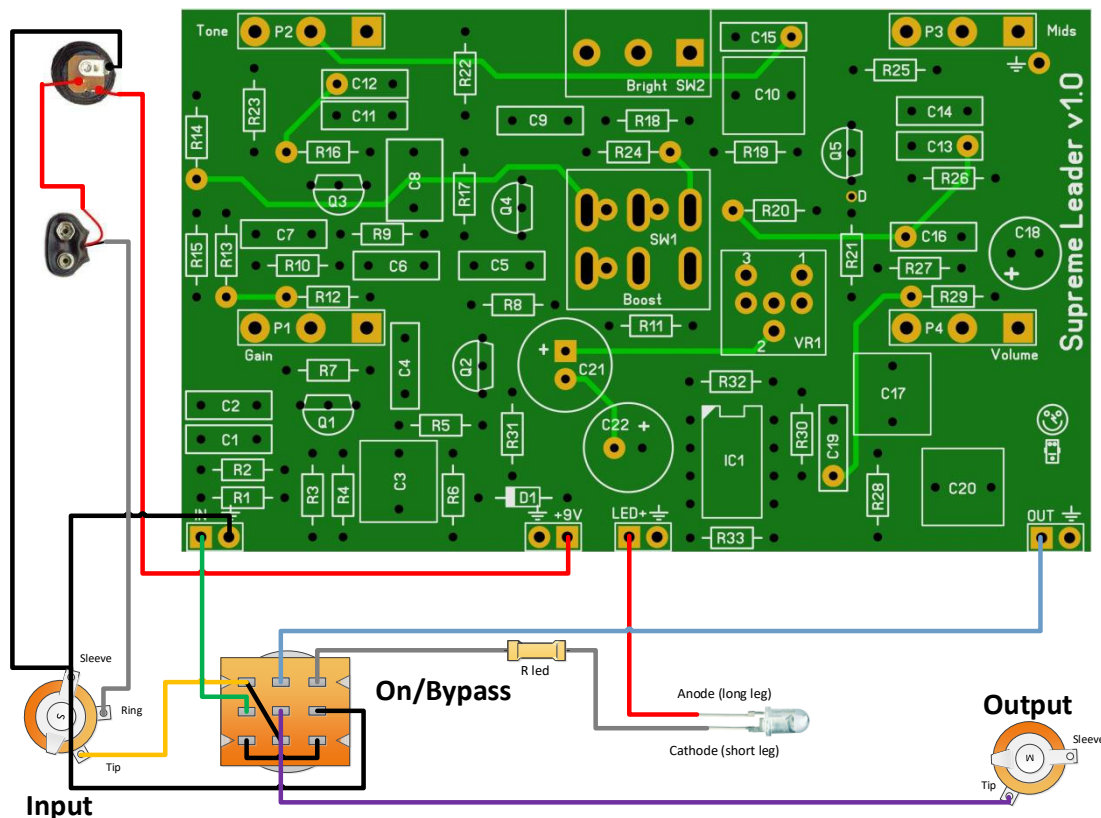 Tone
P2
R22
Bright SW2
C15
P3
Mids
R25
R23
C12
C11
C9
R18
C10
C14
R14
R16
C8
R17
R24
R19
Q5
C13
R26
Q3
Q4
D
R15
R13
C7
R9
SW1
R20
R21
C16
C18
+
R10
C6
C5
3
1
R27
R12
R8
Boost
R29
P1
R11
2
VR1
P4
Gain
Volume
Supreme Leader v1.0
C4
Q2
+
C21
R7
R32
C17
C2
Q1
C1
R5
R31
C22
+
IC1
R30
C19
R2
R1
R3
R4
C3
R6
D1
R28
C20
IN
+9V
LED+
R33
OUT
Sleeve
S
Ring
Tip
Input
On/Bypass
R led
Anode (long leg)
Cathode (short leg)
Output
Sleeve
M
Tip